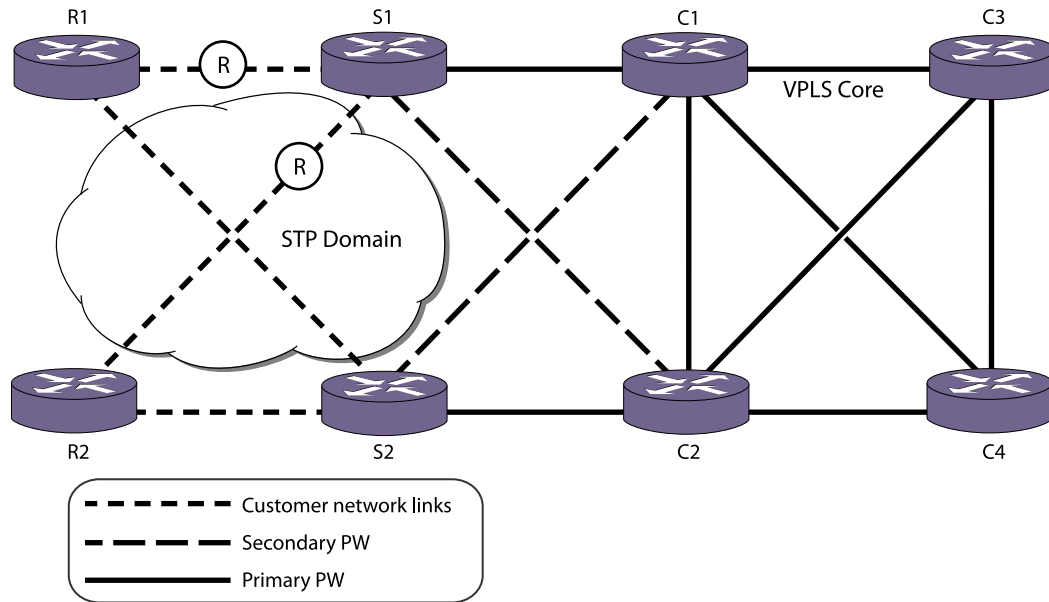 R1
S1
C1
C3
R
VPLS Core
R
STP Domain
R2
S2
C2
C4
Customer network links
Secondary PW
Primary PW